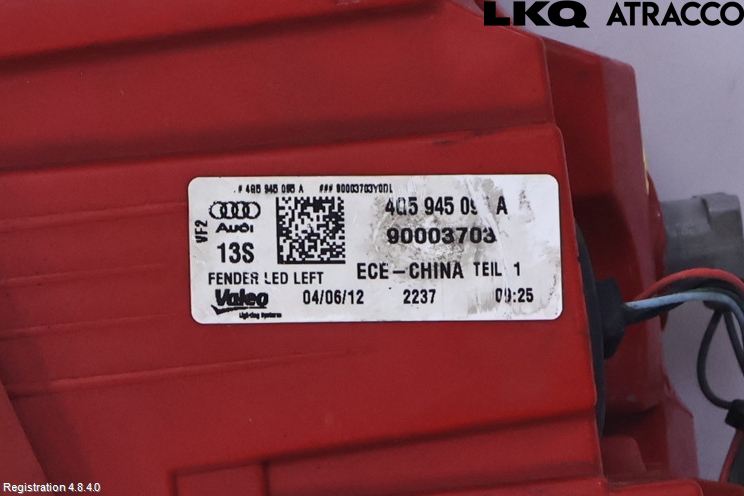 LKQ ATRACCO
# 4G5 945 095 A ### 90003703Y0D1
VF2
Audi
4G5 945 09 A
13S
90003703
FENDER LED LEFT
ECE-CHINA TEIL 1
Valeo
04/06/12 2237 09:25
Lighting Systems
Registration 4.8.4.0